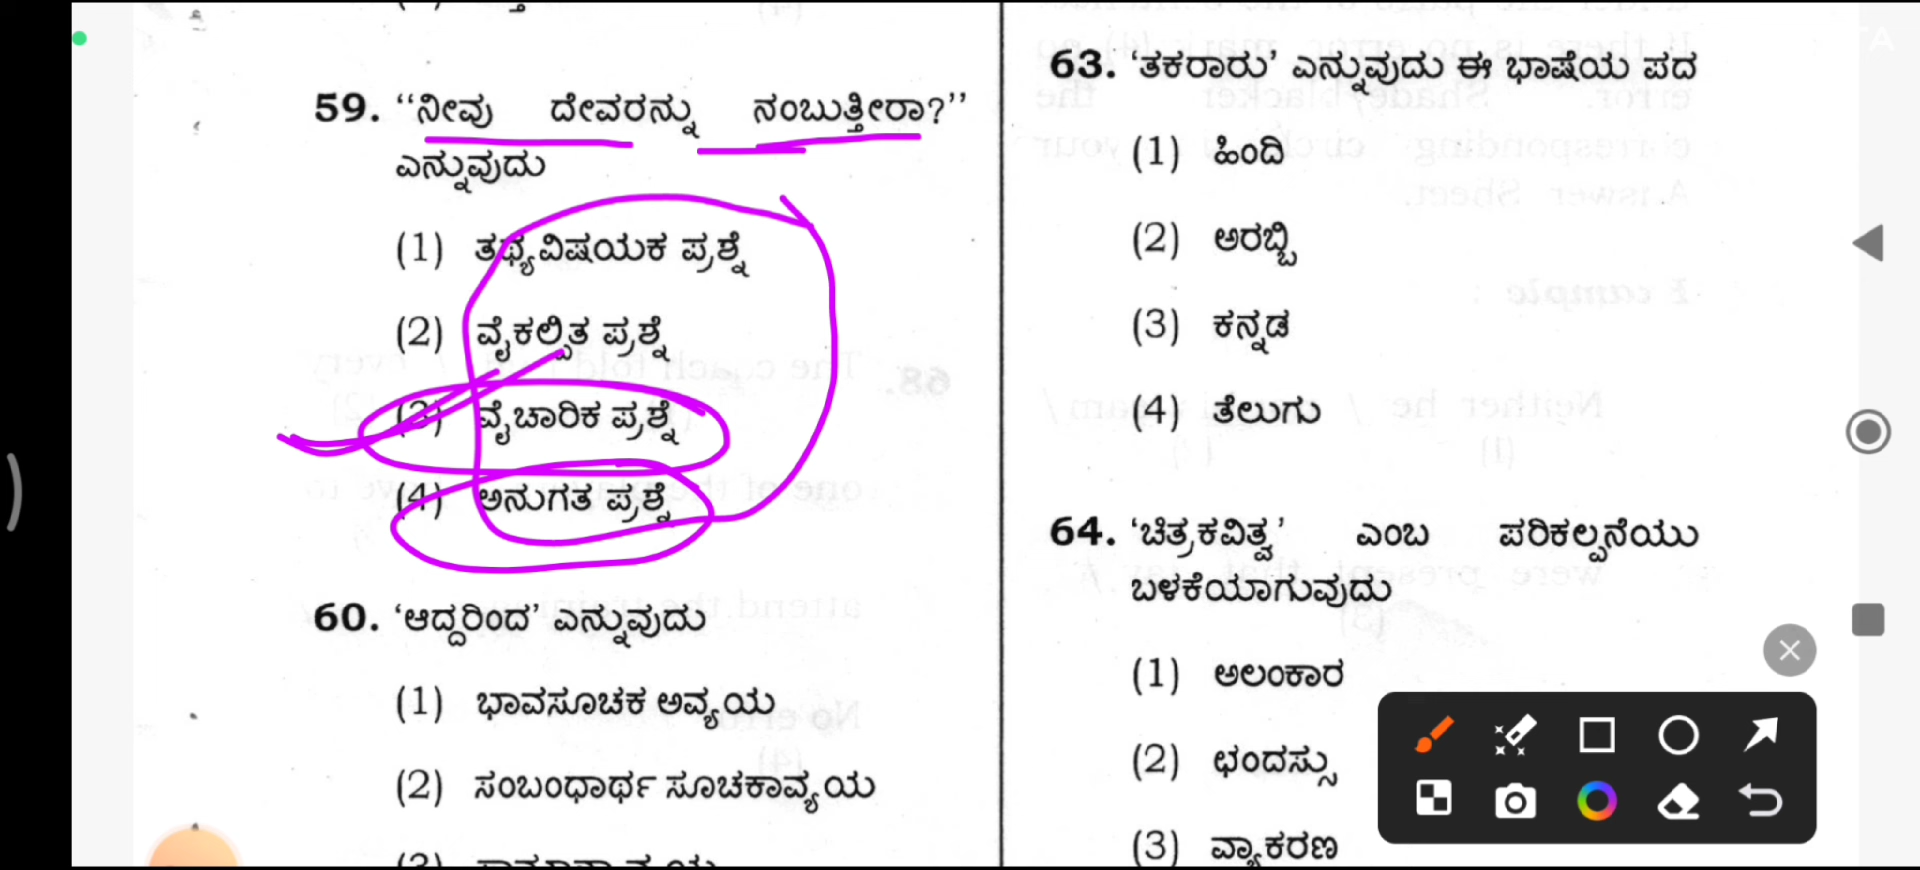 59. “ನೀವು ದೇವರನ್ನು ನಂಬುತ್ತೀರಾ?”
ಎನ್ನುವುದು
(1) ತಥ್ಯವಿಷಯಕ ಪ್ರಶ್ನೆ
(2) ವೈಕಲ್ಪಿತ ಪ್ರಶ್ನೆ
(3) ವೈಚಾರಿಕ ಪ್ರಶ್ನೆ
(4) ಅನುಗತ ಪ್ರಶ್ನೆ
60. ‘ಆದ್ದರಿಂದ’ ಎನ್ನುವುದು
(1) ಭಾವಸೂಚಕ ಅವ್ಯಯ
(2) ಸಂಬಂಧಾರ್ಥ ಸೂಚಕಾವ್ಯಯ
63. ‘ತಕರಾರು’ ಎನ್ನುವುದು ಈ ಭಾಷೆಯ ಪದ
(1) ಹಿಂದಿ
(2) ಅರಬ್ಬಿ
(3) ಕನ್ನಡ
(4) ತೆಲುಗು
64. ‘ಚಿತ್ರಕವಿತ್ವ’ ಎಂಬ ಪರಿಕಲ್ಪನೆಯು
ಬಳಕೆಯಾಗುವುದು
(1) ಅಲಂಕಾರ
(2) ಛಂದಸ್ಸು
(3) ವ್ಯಾಕರಣ